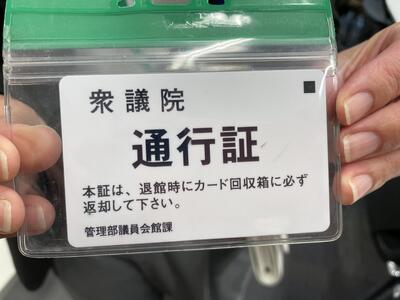 衆議院
通行証
本証は、退館時にカード回収箱に必ず
返却して下さい。
管理部議員会館課